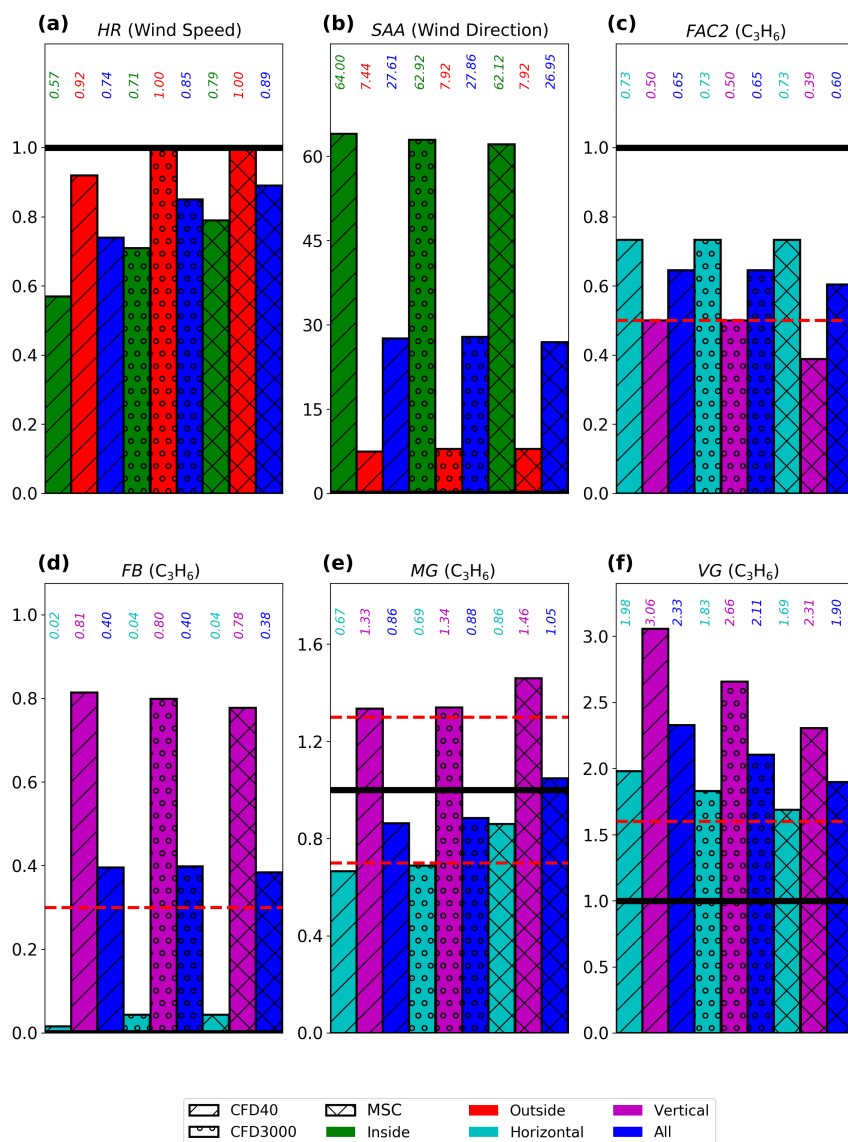 (a) HR (Wind Speed)
0.57 0.92 0.74 0.71 1.00 0.85 0.79 1.00 0.89
1.0
0.8
0.6
0.4
0.2
0.0
(b) SAA (Wind Direction)
64.00 7.44 27.61 62.92 7.92 27.86 62.12 7.92 26.95
60
45
30
15
0
(c) FAC2 (C₃H₆)
0.73 0.50 0.65 0.73 0.50 0.65 0.73 0.39 0.60
1.0
0.8
0.6
0.4
0.2
0.0
(d) FB (C₃H₆)
0.02 0.81 0.40 0.04 0.80 0.40 0.04 0.78 0.38
1.0
0.8
0.6
0.4
0.2
0.0
(e) MG (C₃H₆)
0.67 1.33 0.86 0.69 1.34 0.88 0.86 1.46 1.05
1.6
1.2
0.8
0.4
0.0
(f) VG (C₃H₆)
1.98 3.06 2.33 1.83 2.66 2.11 1.69 2.31 1.90
3.0
2.5
2.0
1.5
1.0
0.5
0.0
CFD40 MSC Outside Vertical
CFD3000 Inside Horizontal All